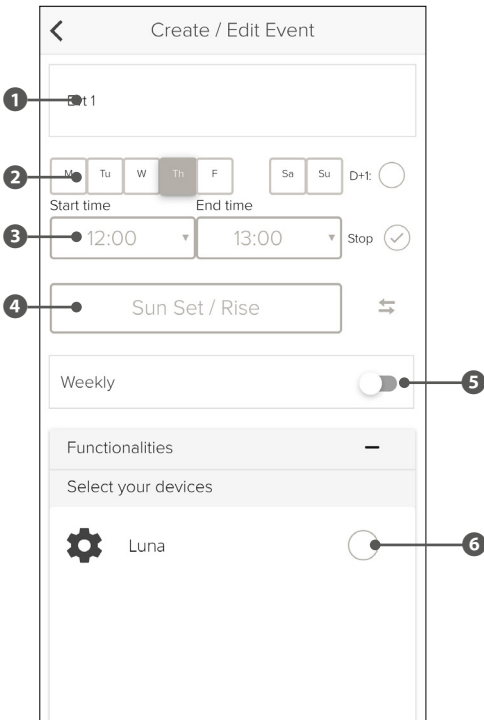 Create / Edit Event
1
t 1
2
Tu W Th F Sa Su D+1:
Start time End time
3
12:00 13:00 Stop
4
Sun Set / Rise
Weekly
5
Functionalities
Select your devices
Luna
6